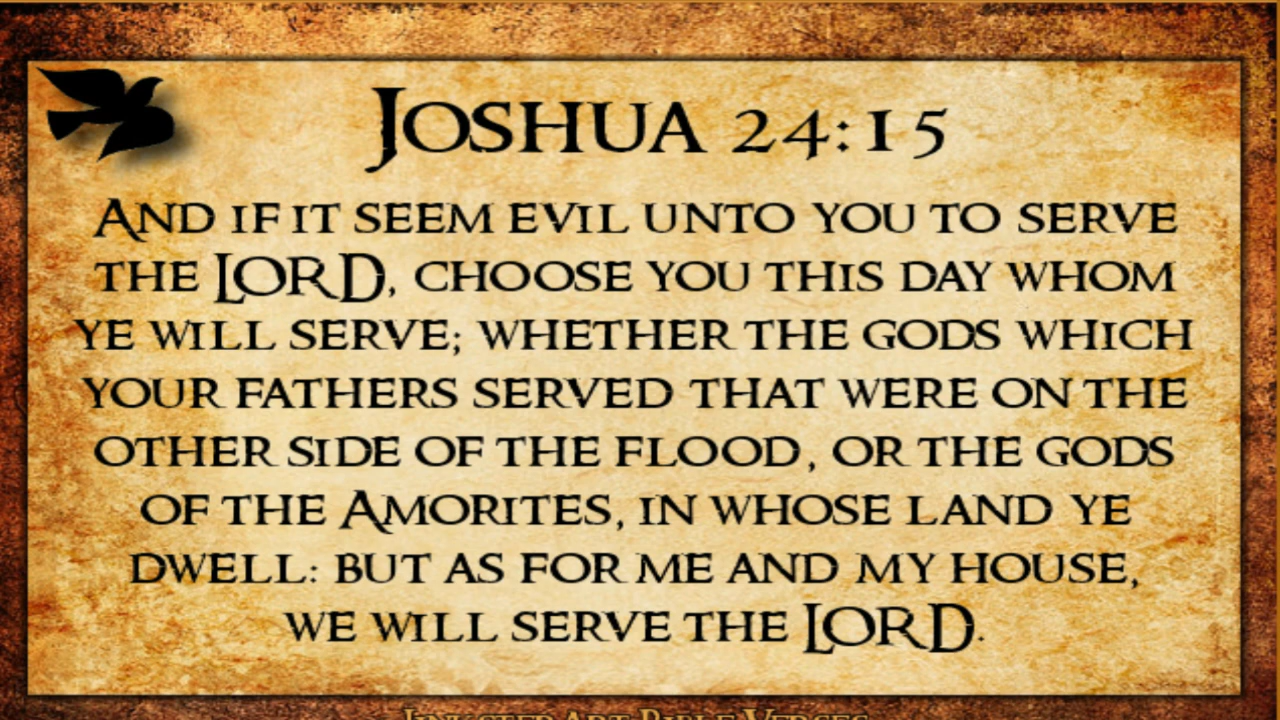 JOSHUA 24:15
AND IF IT SEEM EVIL UNTO YOU TO SERVE
THE LORD, CHOOSE YOU THIS DAY WHOM
YE WILL SERVE; WHETHER THE GODS WHICH
YOUR FATHERS SERVED THAT WERE ON THE
OTHER SIDE OF THE FLOOD, OR THE GODS
OF THE AMORITES, IN WHOSE LAND YE
DWELL: BUT AS FOR ME AND MY HOUSE,
WE WILL SERVE THE LORD.
ART BIBLE VERSES